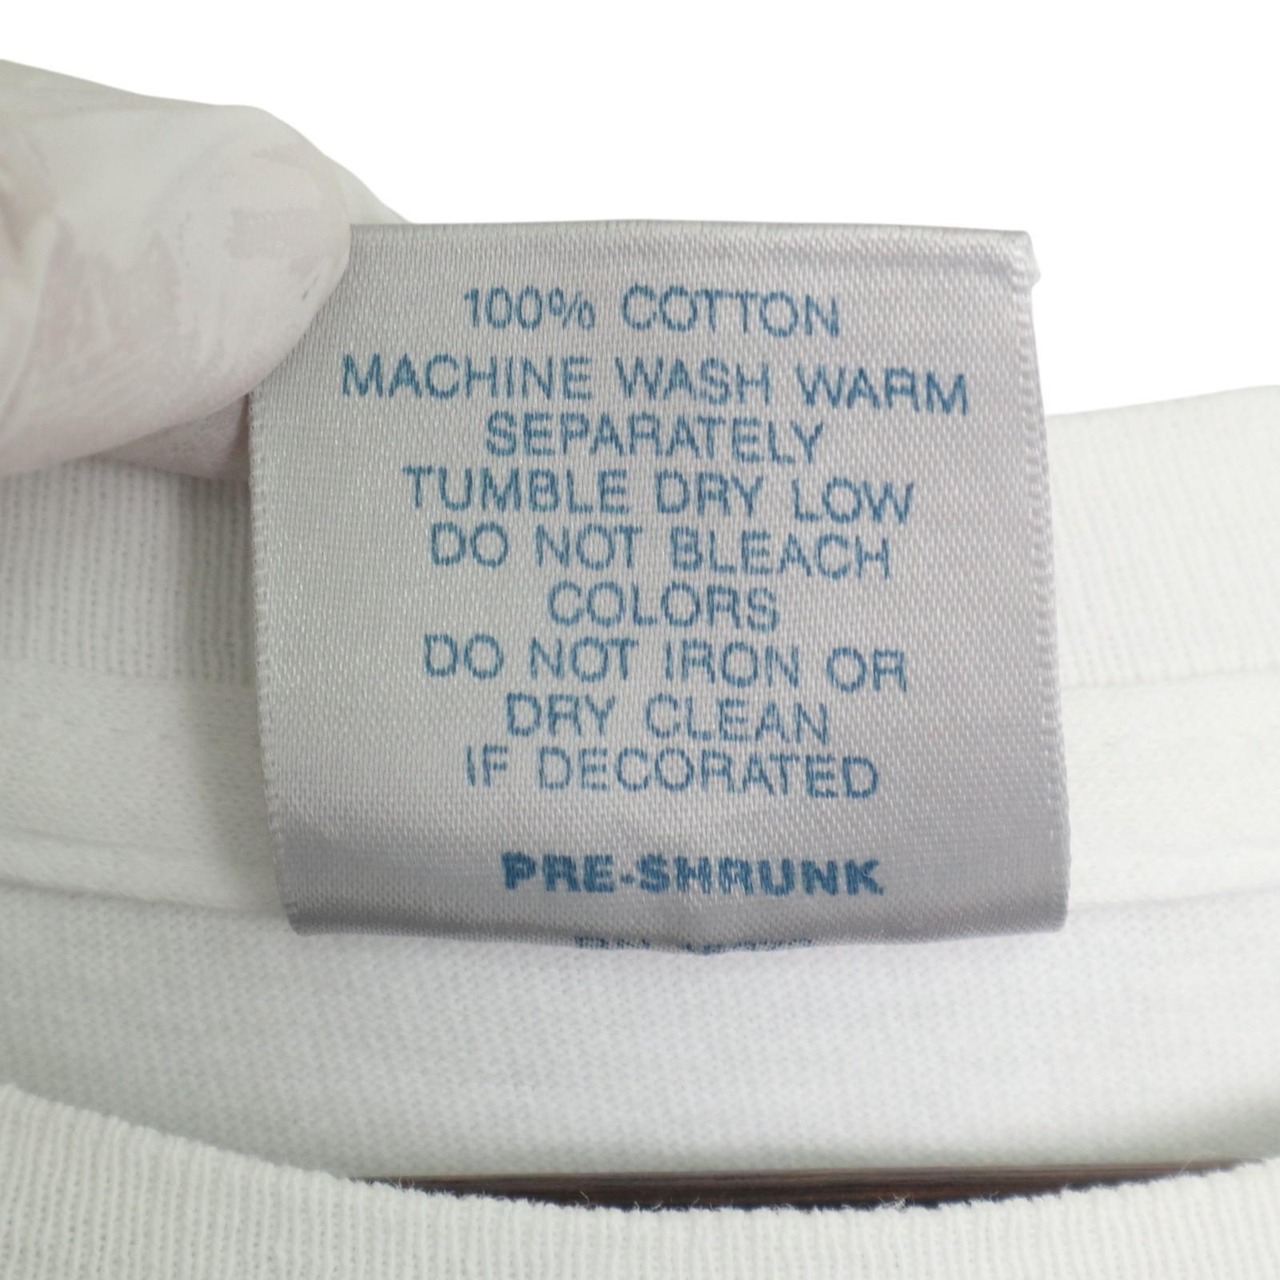 100% COTTON
MACHINE WASH WARM
SEPARATELY
TUMBLE DRY LOW
DO NOT BLEACH
COLORS
DO NOT IRON OR
DRY CLEAN
IF DECORATED
PRE-SHRUNK